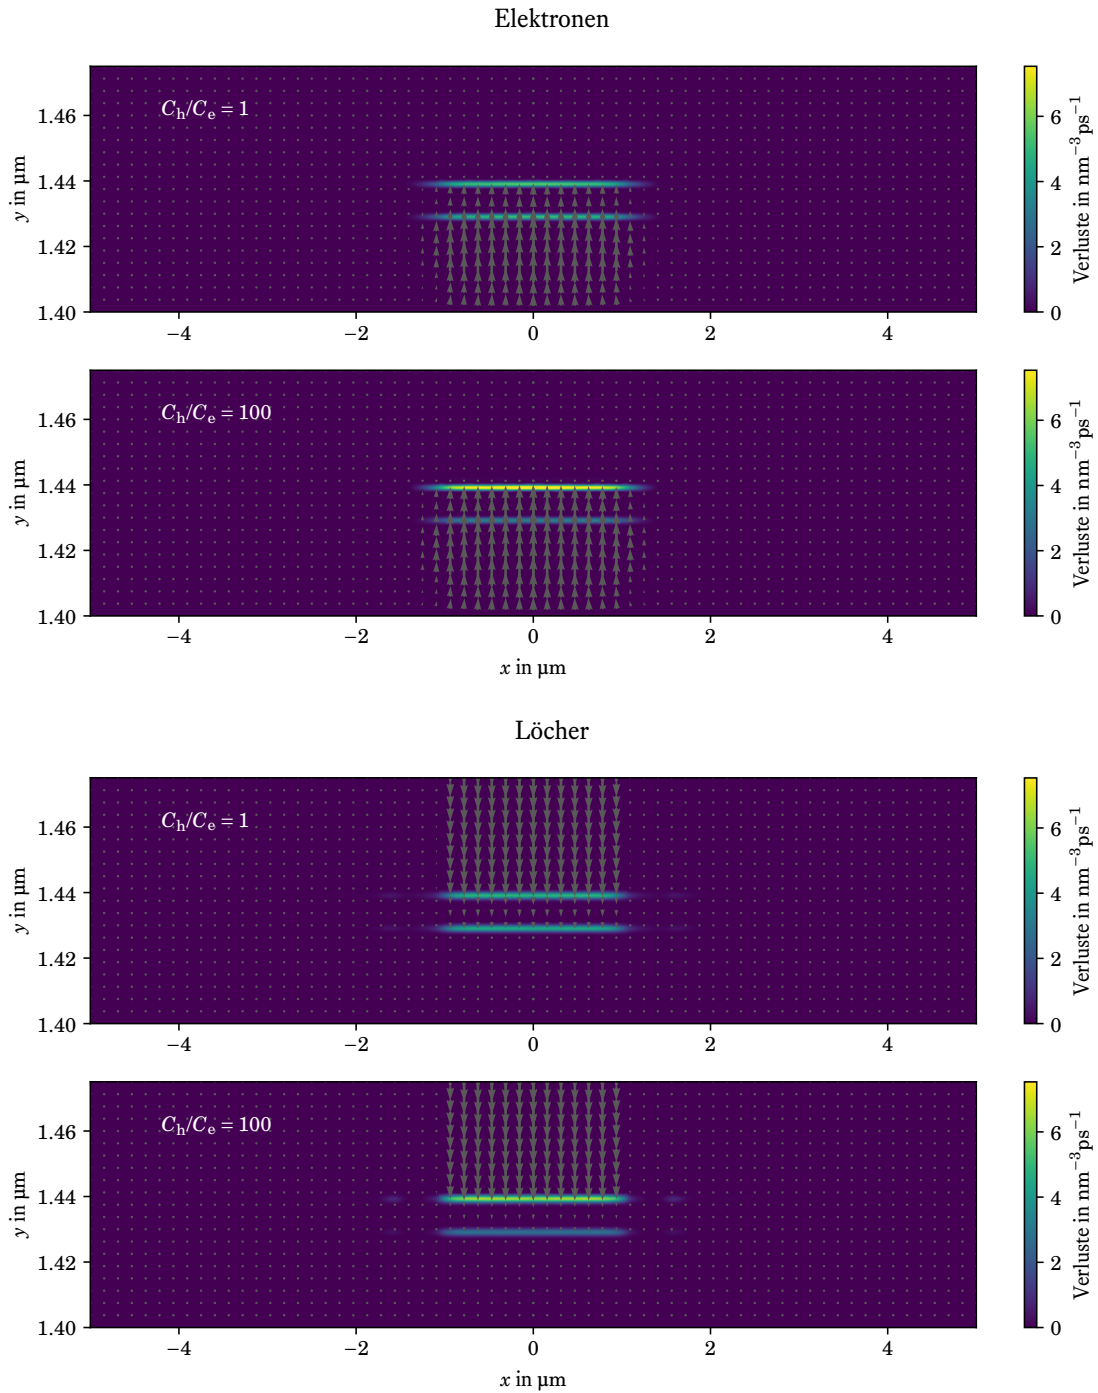 Elektronen
C_h/C_e = 1
1.46
1.44
1.42
1.40
y in µm
−4 −2 0 2 4
6
4
2
0
Verluste in nm⁻³ps⁻¹
C_h/C_e = 100
1.46
1.44
1.42
1.40
y in µm
−4 −2 0 2 4
x in µm
6
4
2
0
Verluste in nm⁻³ps⁻¹
Löcher
C_h/C_e = 1
1.46
1.44
1.42
1.40
y in µm
−4 −2 0 2 4
6
4
2
0
Verluste in nm⁻³ps⁻¹
C_h/C_e = 100
1.46
1.44
1.42
1.40
y in µm
−4 −2 0 2 4
x in µm
6
4
2
0
Verluste in nm⁻³ps⁻¹